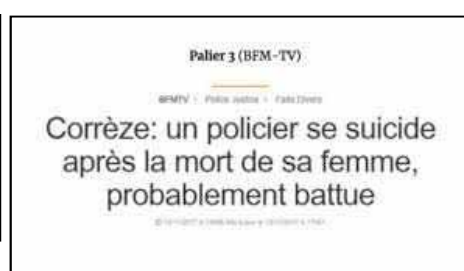 Palier 3 (BFM-TV)
BFMTV > Police Justice > Faits Divers
Corrèze: un policier se suicide
après la mort de sa femme,
probablement battue